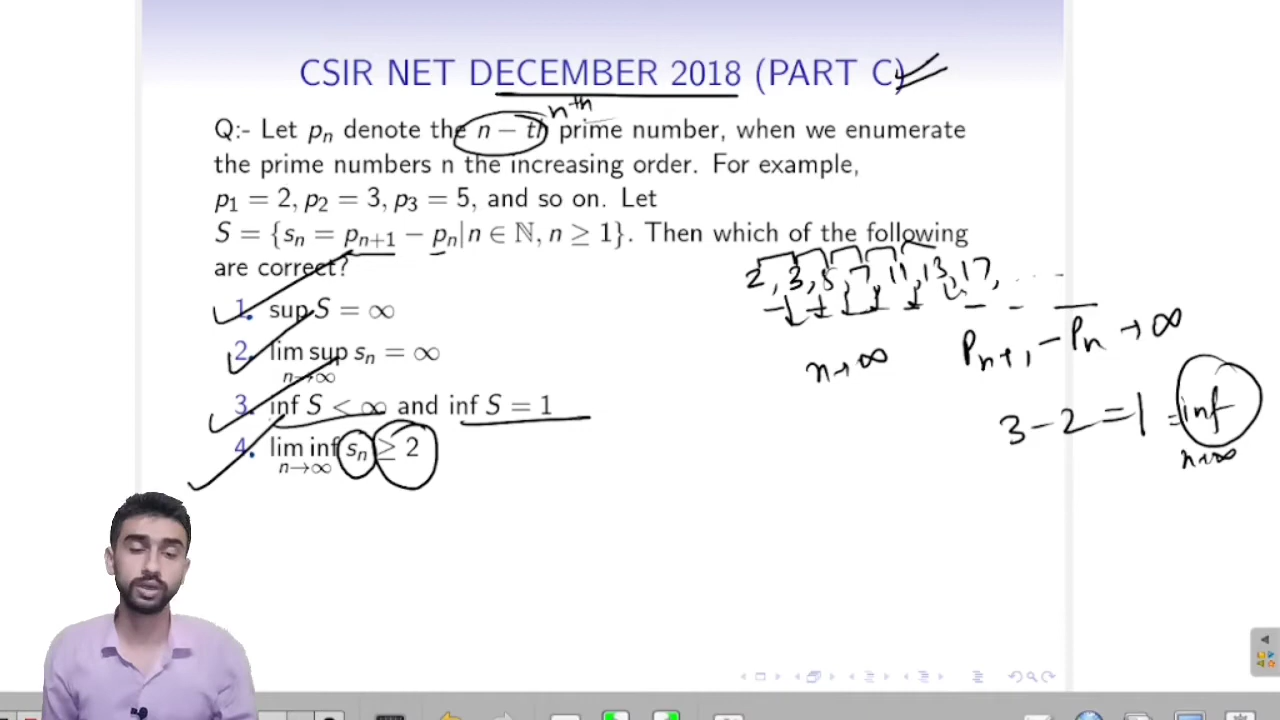 CSIR NET DECEMBER 2018 (PART C)
nth
Q:- Let pn denote the n − th prime number, when we enumerate
the prime numbers n the increasing order. For example,
p1 = 2, p2 = 3, p3 = 5, and so on. Let
S = {sn = pn+1 − pn|n ∈ ℕ, n ≥ 1}. Then which of the following
are correct?
2, 3, 5, 7, 11, 13, 17, ....
1. sup S = ∞
2. lim sup sn = ∞
n→∞
n→∞
Pn+1 − Pn → ∞
3. inf S < ∞ and inf S = 1
3 − 2 = 1 = inf
n→∞
4. lim inf sn ≥ 2
n→∞